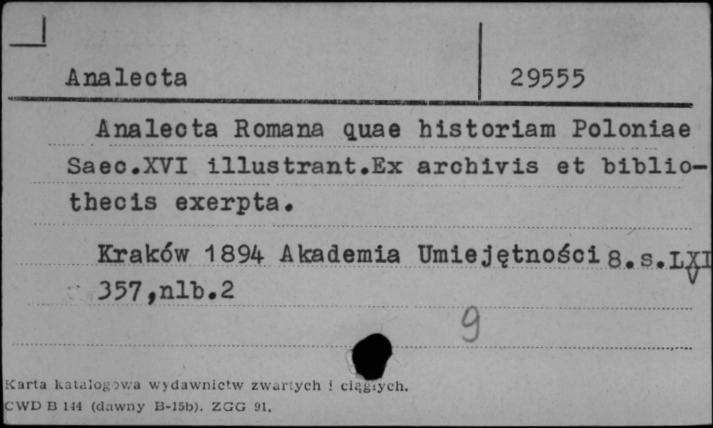 Analecta 29555
Analecta Romana quae historiam Poloniae
Saec.XVI illustrant.Ex archivis et biblio-
thecis exerpta.
Kraków 1894 Akademia Umiejętności 8.s.LXI
V
357,nlb.2
9
Karta katalogowa wydawnictw zwartych i ciągłych.
CWD B 144 (dawny B-15b). ZGG 91.